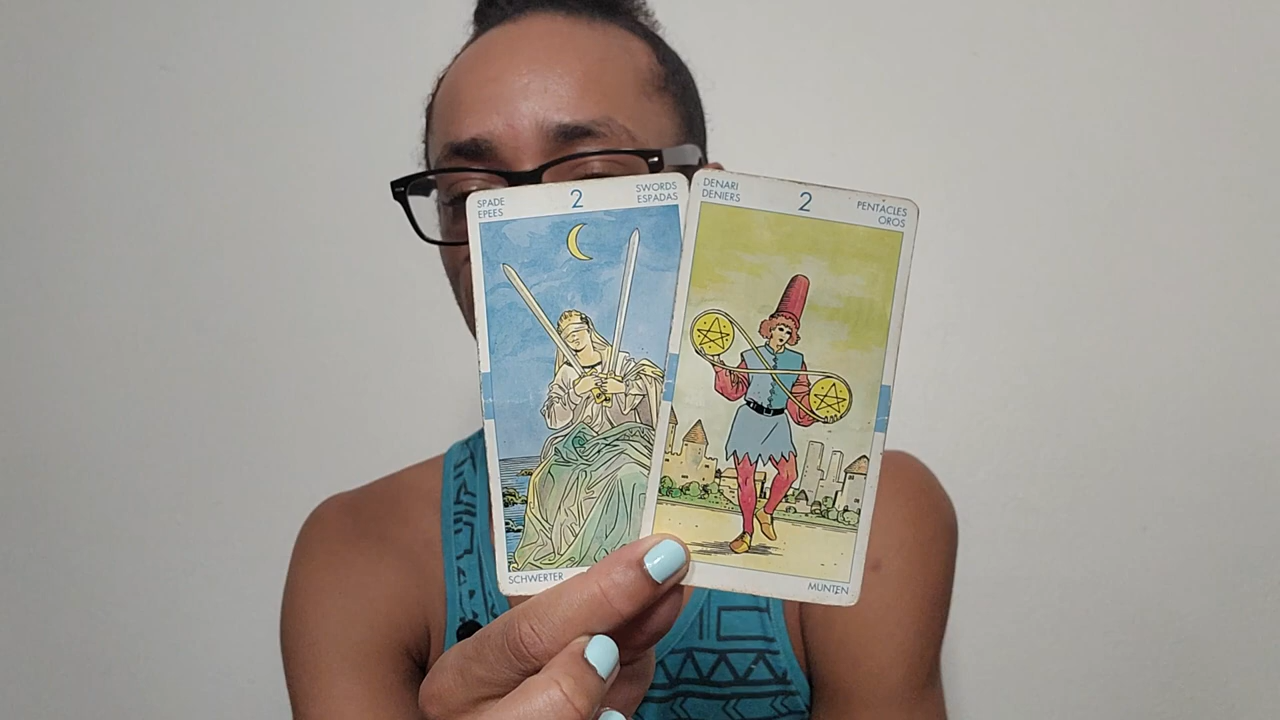 SPADE
EPEES
2
SWORDS
ESPADAS
SCHWERTER
DENARI
DENIERS
2
PENTACLES
OROS
MUNTEN